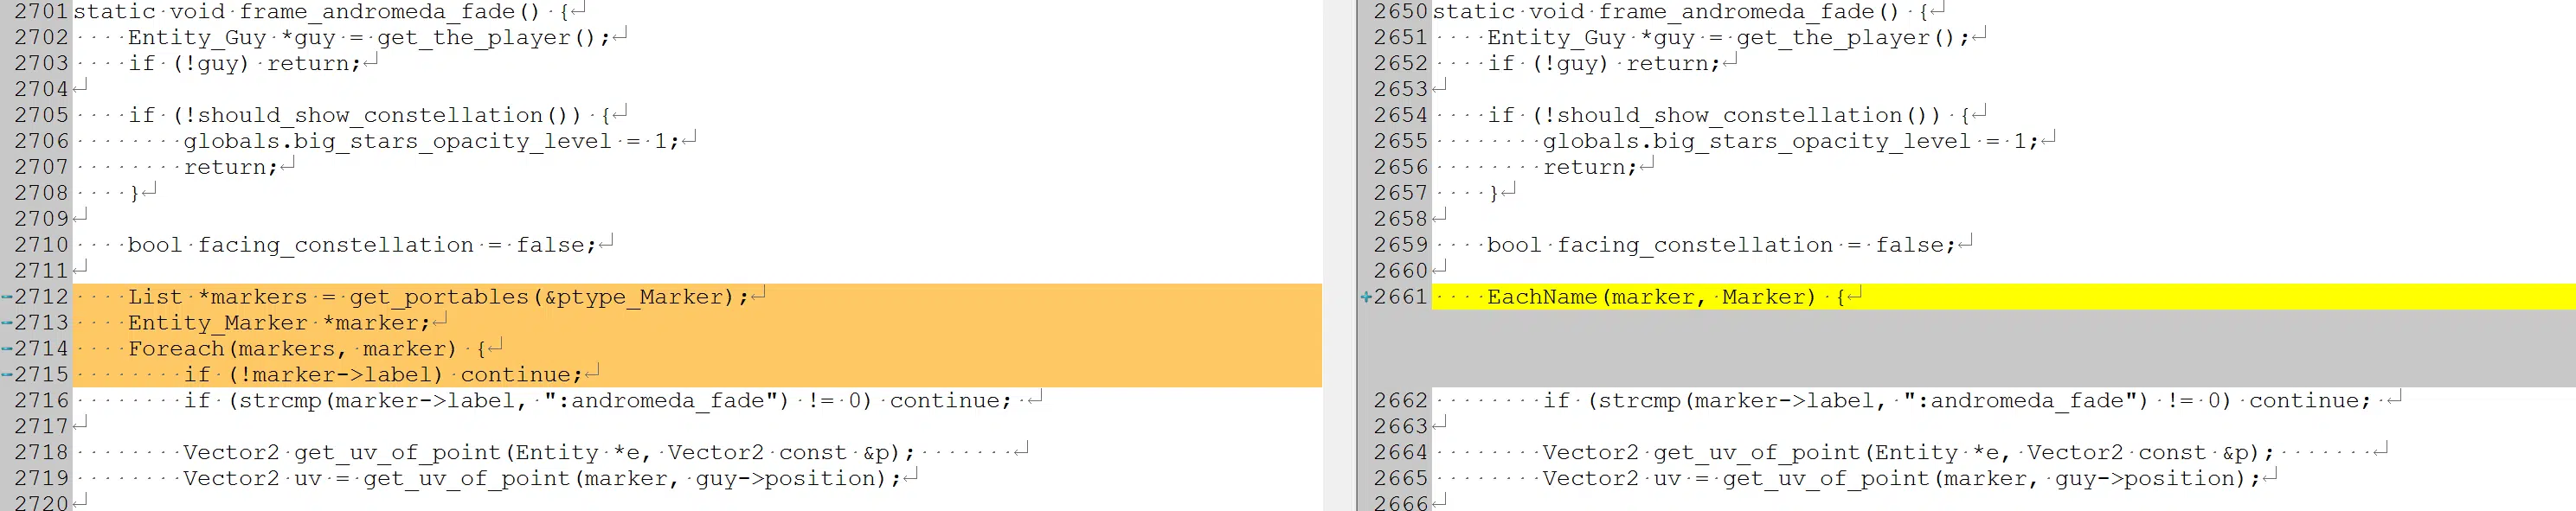 2701 static void frame_andromeda_fade() {
2702     Entity_Guy *guy = get_the_player();
2703     if (!guy) return;
2704
2705     if (!should_show_constellation()) {
2706         globals.big_stars_opacity_level = 1;
2707         return;
2708     }
2709
2710     bool facing_constellation = false;
2711
-2712     List *markers = get_portables(&ptype_Marker);
-2713     Entity_Marker *marker;
-2714     Foreach(markers, marker) {
-2715         if (!marker->label) continue;
2716         if (strcmp(marker->label, ":andromeda_fade") != 0) continue;
2717
2718         Vector2 get_uv_of_point(Entity *e, Vector2 const &p);
2719         Vector2 uv = get_uv_of_point(marker, guy->position);
2720
2650 static void frame_andromeda_fade() {
2651     Entity_Guy *guy = get_the_player();
2652     if (!guy) return;
2653
2654     if (!should_show_constellation()) {
2655         globals.big_stars_opacity_level = 1;
2656         return;
2657     }
2658
2659     bool facing_constellation = false;
2660
+2661     EachName(marker, Marker) {
2662         if (strcmp(marker->label, ":andromeda_fade") != 0) continue;
2663
2664         Vector2 get_uv_of_point(Entity *e, Vector2 const &p);
2665         Vector2 uv = get_uv_of_point(marker, guy->position);
2666